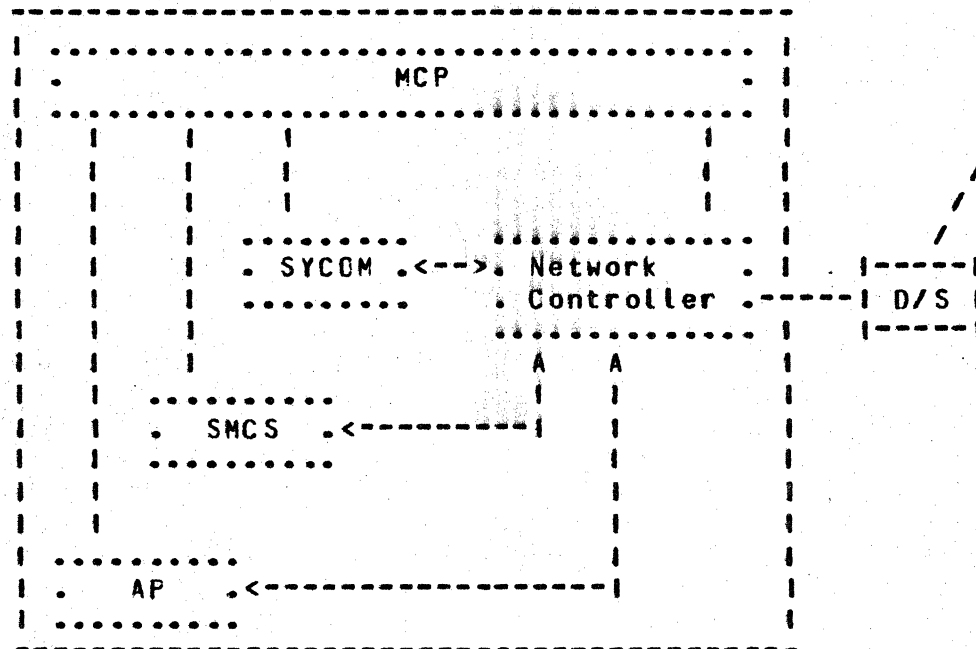 MCP
SYCOM <--> Network
Controller
D/S
SMCS
AP